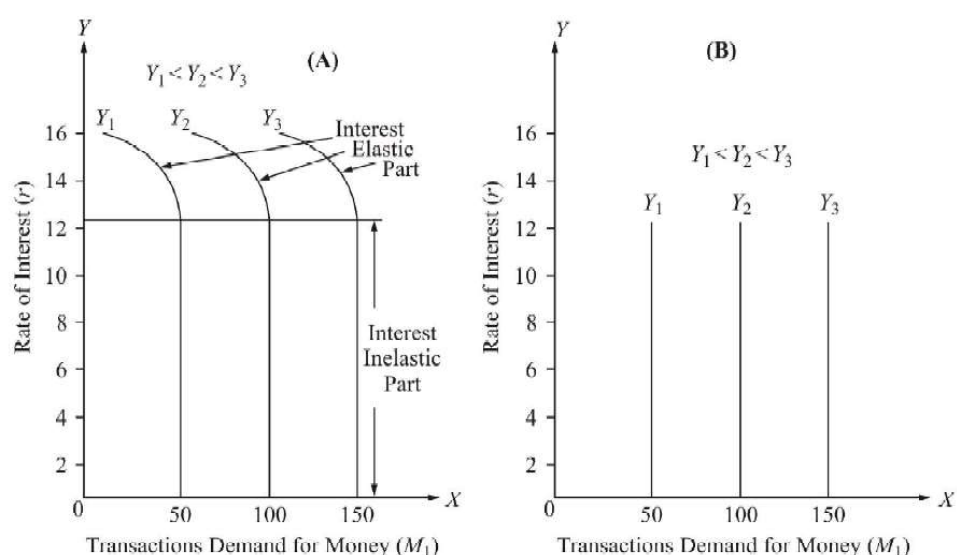 Y
(A)
Y1 < Y2 < Y3
Y1
Y2
Y3
Interest
Elastic
Part
16
14
12
10
8
6
4
2
0
50
100
150
X
Interest
Inelastic
Part
Rate of Interest (r)
Transactions Demand for Money (M1)
Y
(B)
Y1 < Y2 < Y3
Y1
Y2
Y3
16
14
12
10
8
6
4
2
0
50
100
150
X
Rate of Interest (r)
Transactions Demand for Money (M1)